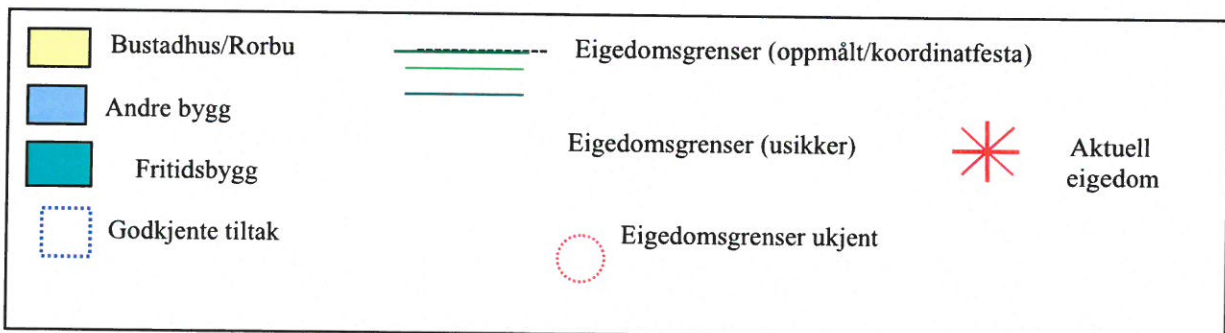 Bustadhus/Rorbu
Andre bygg
Fritidsbygg
Godkjente tiltak
Eigedomsgrenser (oppmålt/koordinatfesta)
Eigedomsgrenser (usikker)
Eigedomsgrenser ukjent
Aktuell
eigedom